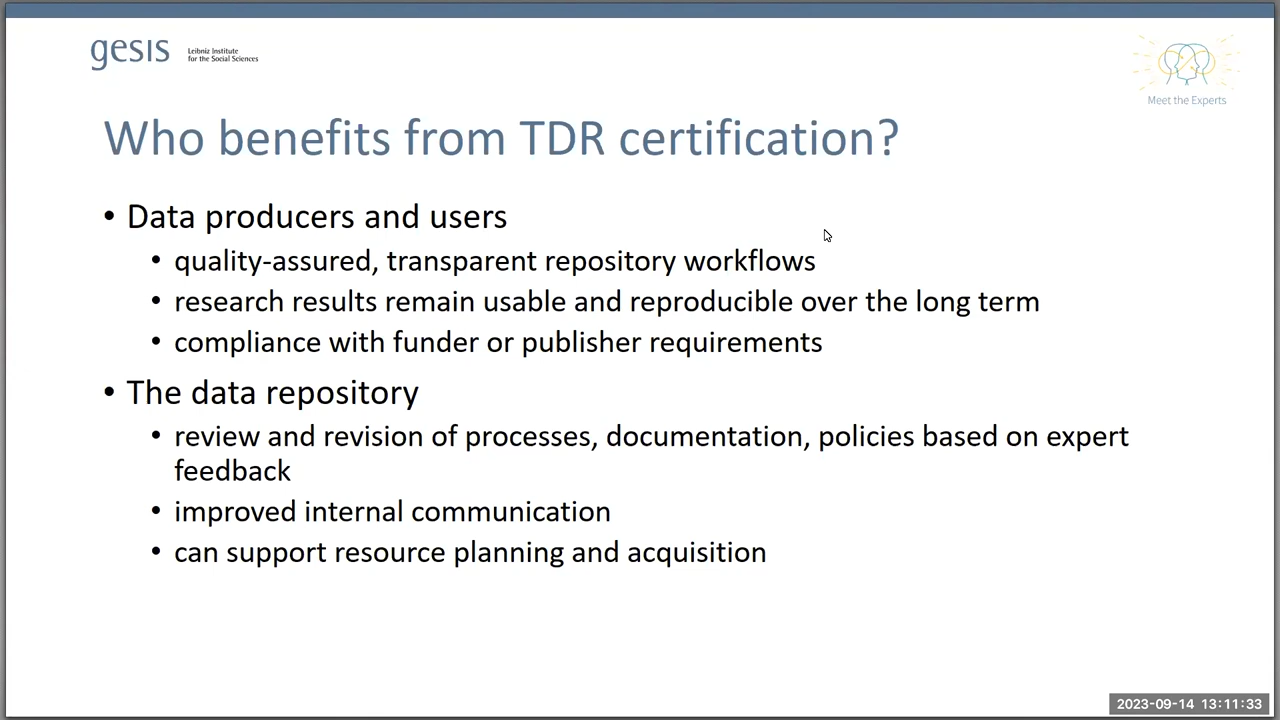 gesis
Leibniz Institute
for the Social Sciences
Meet the Experts
Who benefits from TDR certification?
• Data producers and users
• quality-assured, transparent repository workflows
• research results remain usable and reproducible over the long term
• compliance with funder or publisher requirements
• The data repository
• review and revision of processes, documentation, policies based on expert
feedback
• improved internal communication
• can support resource planning and acquisition
2023-09-14 13:11:33